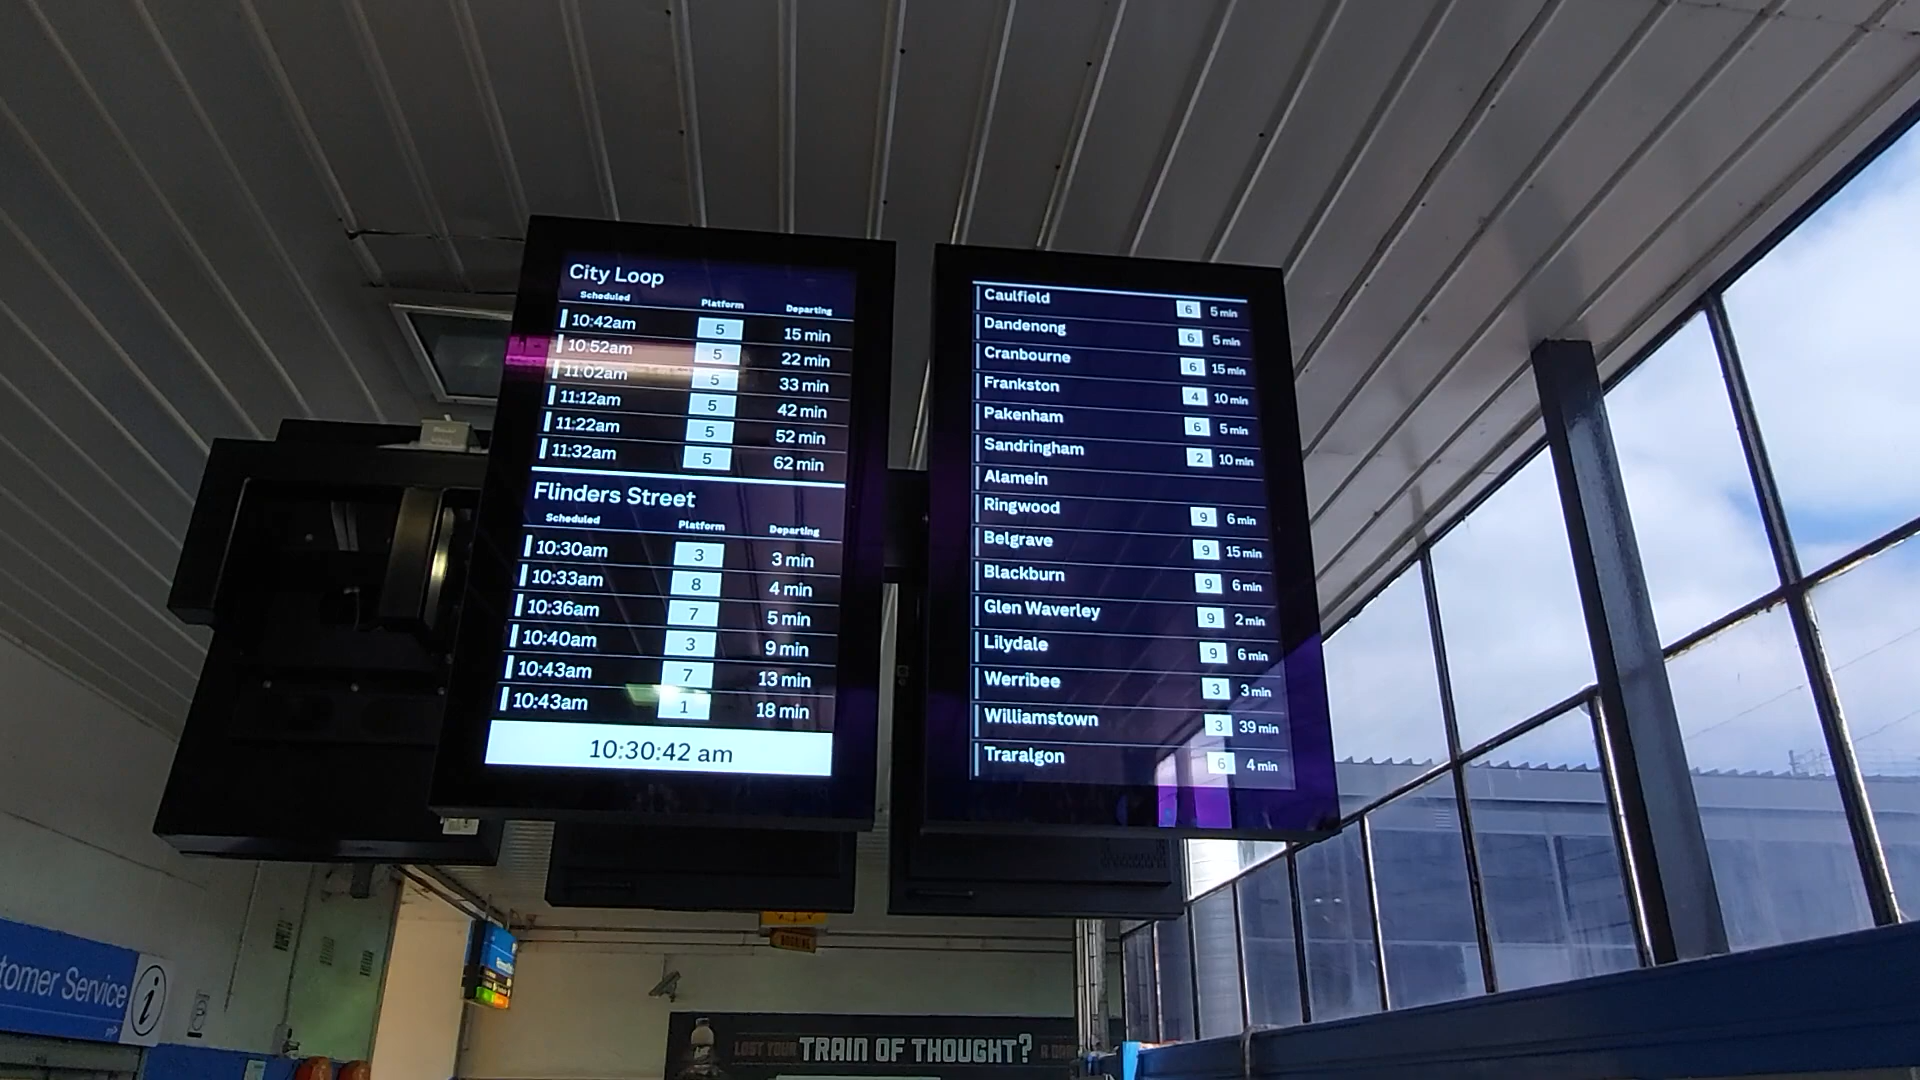 City Loop
Scheduled Platform Departing
10:42am 5 15 min
10:52am 5 22 min
11:02am 5 33 min
11:12am 5 42 min
11:22am 5 52 min
11:32am 5 62 min
Flinders Street
Scheduled Platform Departing
10:30am 3 3 min
10:33am 8 4 min
10:36am 7 5 min
10:40am 3 9 min
10:43am 7 13 min
10:43am 1 18 min
10:30:42 am
Caulfield 6 5 min
Dandenong 6 5 min
Cranbourne 6 15 min
Frankston 4 10 min
Pakenham 6 5 min
Sandringham 2 10 min
Alamein
Ringwood 9 6 min
Belgrave 9 15 min
Blackburn 9 6 min
Glen Waverley 9 2 min
Lilydale 9 6 min
Werribee 3 3 min
Williamstown 3 39 min
Traralgon 6 4 min
tomer Service i
LOST YOUR TRAIN OF THOUGHT?